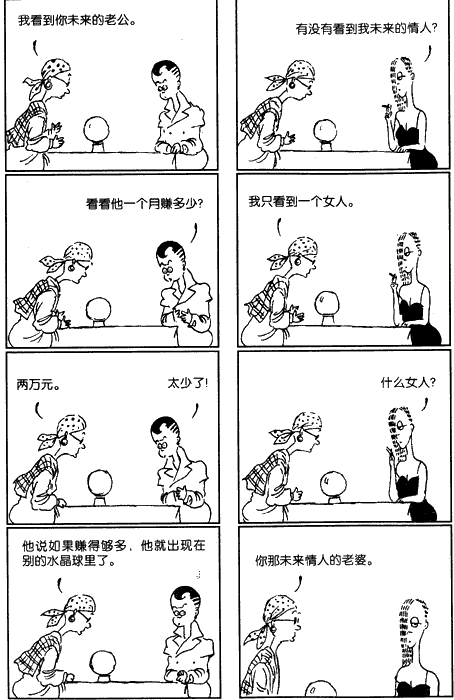 我看到你未来的老公。
看看他一个月赚多少?
两万元。
太少了!
他说如果赚得够多，他就出现在
别的水晶球里了。
有没有看到我未来的情人?
我只看到一个女人。
什么女人?
你那未来情人的老婆。